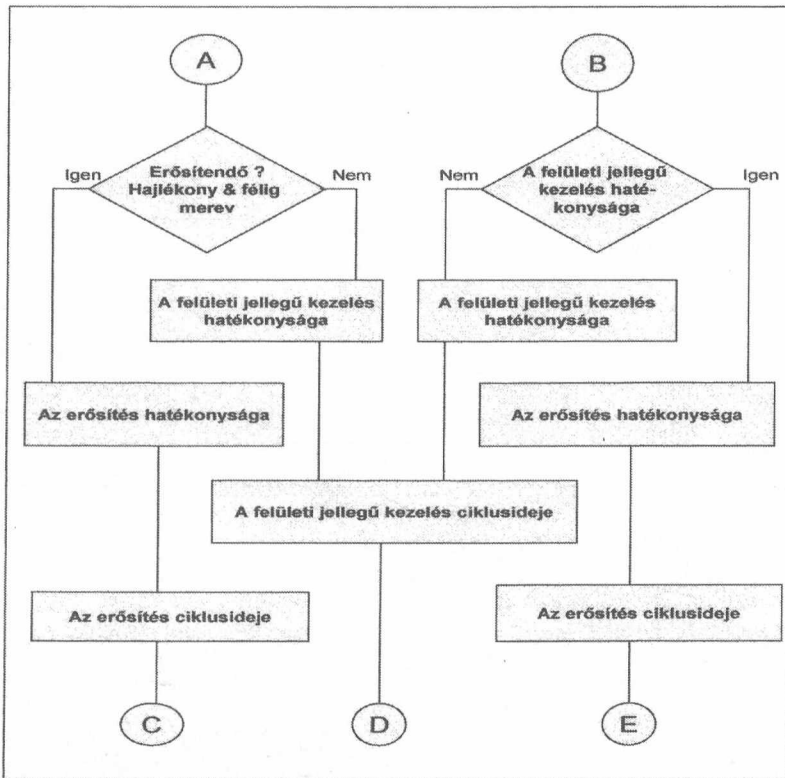 A
B
Igen
Erősítendő ?
Hajlékony & félig
merev
Nem
Nem
A felületi jellegű
kezelés haté-
konysága
Igen
A felületi jellegű kezelés
hatékonysága
A felületi jellegű kezelés
hatékonysága
Az erősítés hatékonysága
Az erősítés hatékonysága
A felületi jellegű kezelés ciklusideje
Az erősítés ciklusideje
Az erősítés ciklusideje
C
D
E